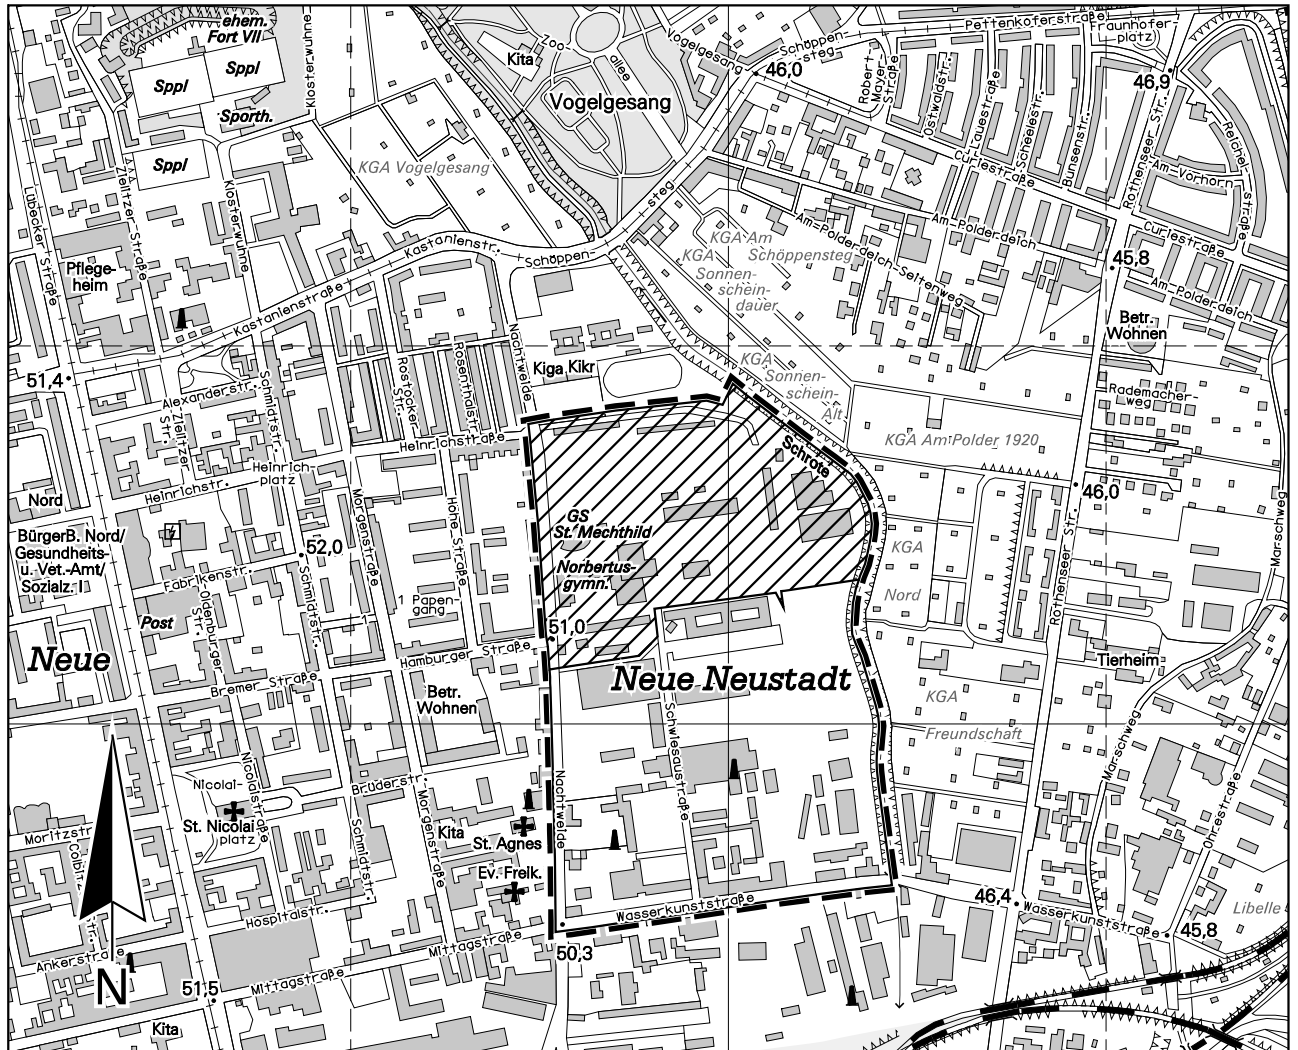 ehem.
Fort VII
Sppl
Sppl
Sporth.
Sppl
Klosterwuhne
Kita
Zoo-
allee
Vogelgesang
Vogelgesang
Schöppen-
steg
46,0
Pettenkoferstraße
Fraunhofer-
platz
46,9
Robert-
Mayer-
Straße
Ostwaldstr.
Lauestraße
Scheelestr.
Bunsenstr.
Rothenseer Str.
Reichel-
straße
Am-Vorhorn
Curiestraße
Curiestraße
KGA Vogelgesang
Lübecker Straße
Zielitzer-Straße
Klosterwuhne
Pflege-
heim
Kastanienstraße
Kastanienstr.
Schöppen-
steg
KGA Am
Schöppensteg
KGA
Sonnen-
schein-
dauer
Am-Polderdeich-Seitenweg
Am-Polderdeich
45,8
Am-Polderdeich
Betr.
Wohnen
51,4
Alexanderstr.
Zielitzer
Str.
Schmidtstr.
Rostocker
Str.
Rosenthalstr.
Nachtweide
Kiga Kikr
KGA
Sonnen-
schein-
Alt
Rademacher-
weg
KGA Am Polder 1920
Heinrichstraße
Heinrich-
platz
Heinrichstr.
Schrote
Nord
BürgerB. Nord/
Gesundheits-
u. Vet.-Amt/
Sozialz. I
Morgenstraße
Hohe-Straße
GS
St. Mechthild
Norbertus-
gymn.
46,0
Marschweg
52,0
Fabrikenstr.
Oldenburger
Str.
Schmidtstr.
1 Papen-
gang
1
KGA
Nord
Rothenseer Str.
Post
51,0
Neue
Hamburger Straße
Bremer Straße
Neue Neustadt
Tierheim
Betr.
Wohnen
KGA
Freundschaft
Schwiesaustraße
Marschweg
Nicolai-
platz
Nicolaistraße
St. Nicolai
Brüderstr.
Morgenstraße
Schmidtstr.
Kita
St. Agnes
Nachtweide
Ohrestraße
Moritzstr.
Ev. Freik.
Hospitalstr.
Wasserkunststraße
46,4
Wasserkunststraße
45,8
Libelle
Ankerstraße
Mittagstraße
Mittagstraße
50,3
N
51,5
Kita